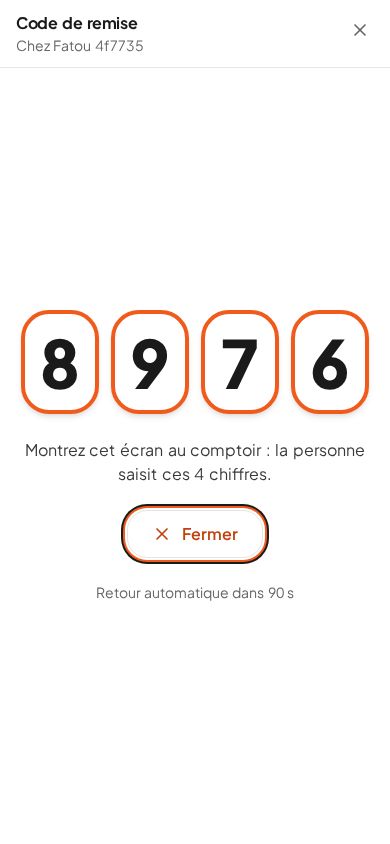 Code de remise
Chez Fatou 4f7735
8 9 7 6
Montrez cet écran au comptoir : la personne
saisit ces 4 chiffres.
Fermer
Retour automatique dans 90 s